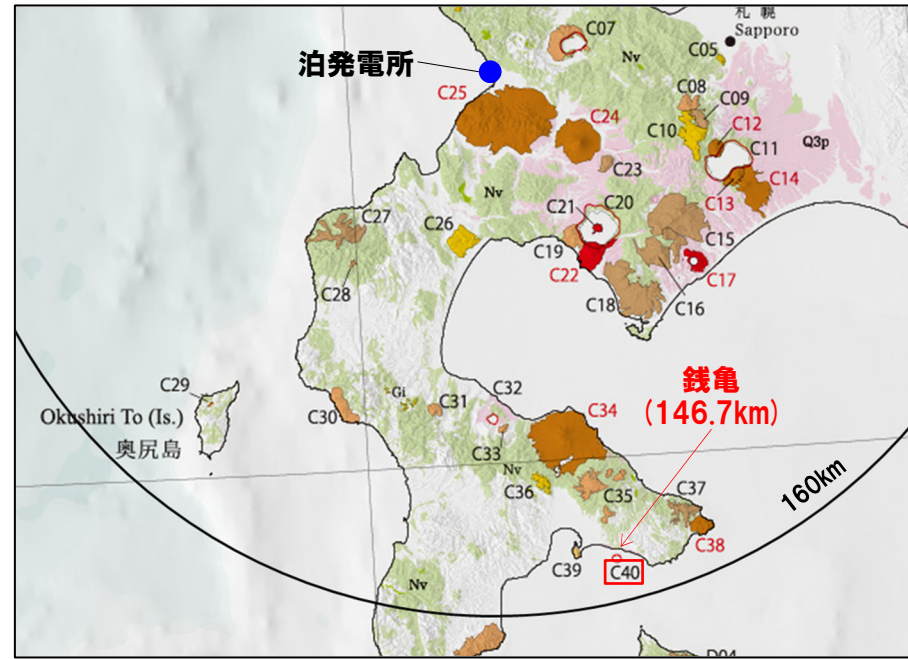 札 幌
Sapporo
C07
Nv
C05
泊発電所
C25
C24
C08
C09
C10
C12
C11
Q3p
C23
C14
C13
Nv
C21
C20
C27
C26
C19
C15
C22
C17
C28
C18
C16
C29
Okushiri To (Is.)
奥尻島
Gi
C30
C31
C32
C34
銭亀
(146.7km)
C33
Nv
C36
C35
C37
160km
C38
C39
C40
Nv
D04